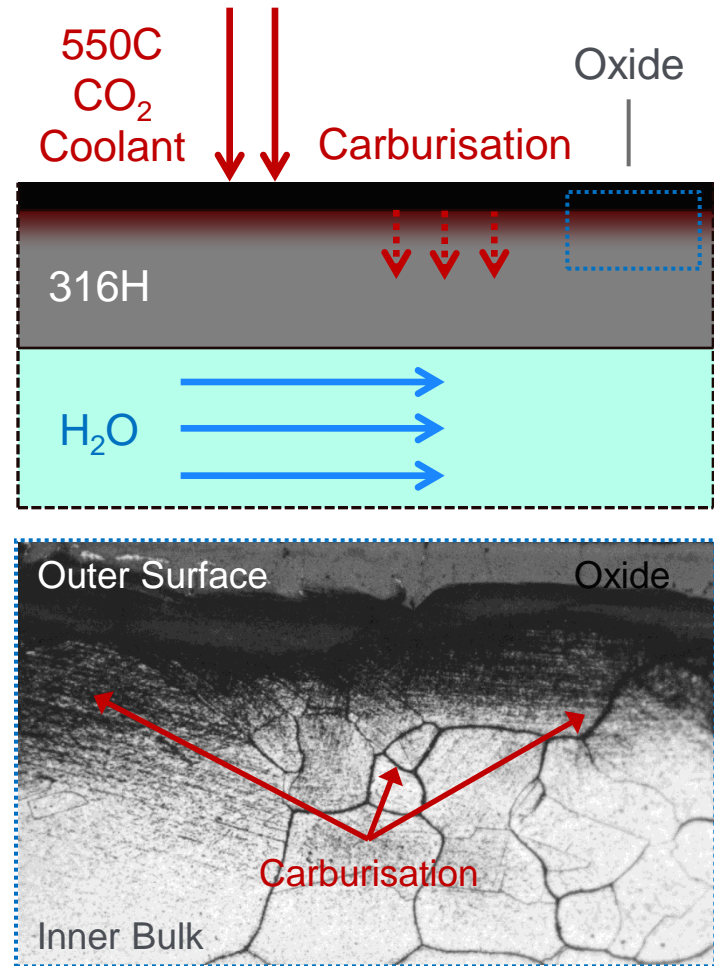 550C
CO₂
Coolant
Carburisation
Oxide
316H
H₂O
Outer Surface
Oxide
Carburisation
Inner Bulk